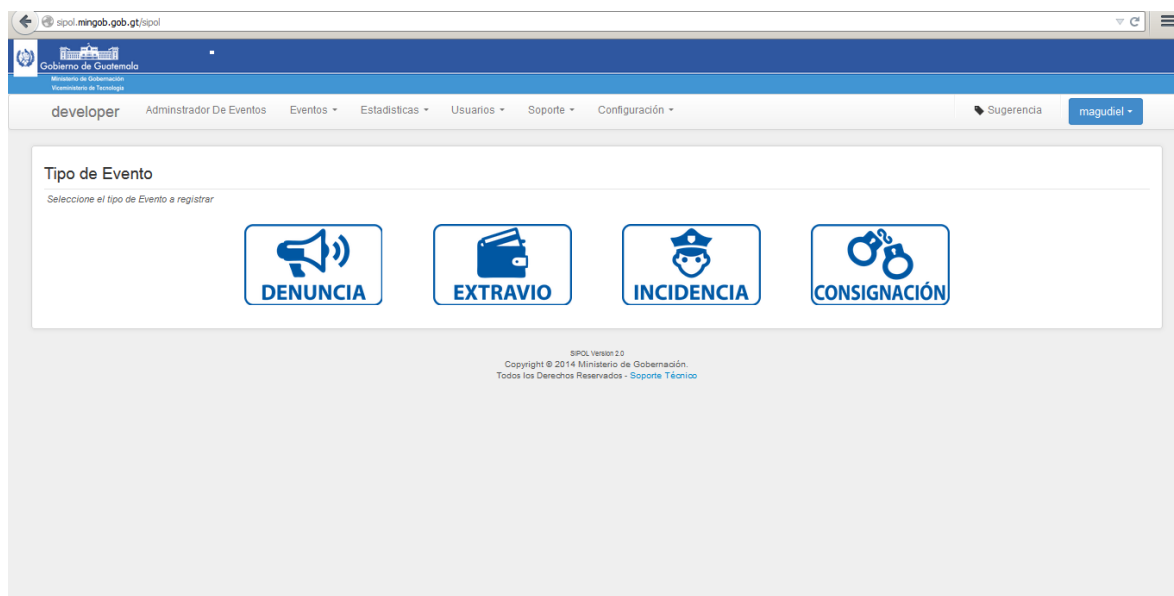 sipol.mingob.gob.gt/sipol
Gobierno de Guatemala
Ministerio de Gobernación
Viceministerio de Tecnología
developer Adminstrador De Eventos Eventos Estadisticas Usuarios Soporte Configuración Sugerencia magudiel
Tipo de Evento
Seleccione el tipo de Evento a registrar
DENUNCIA EXTRAVIO INCIDENCIA CONSIGNACIÓN
SIPOL Version 2.0
Copyright © 2014 Ministerio de Gobernación.
Todos los Derechos Reservados - Soporte Técnico